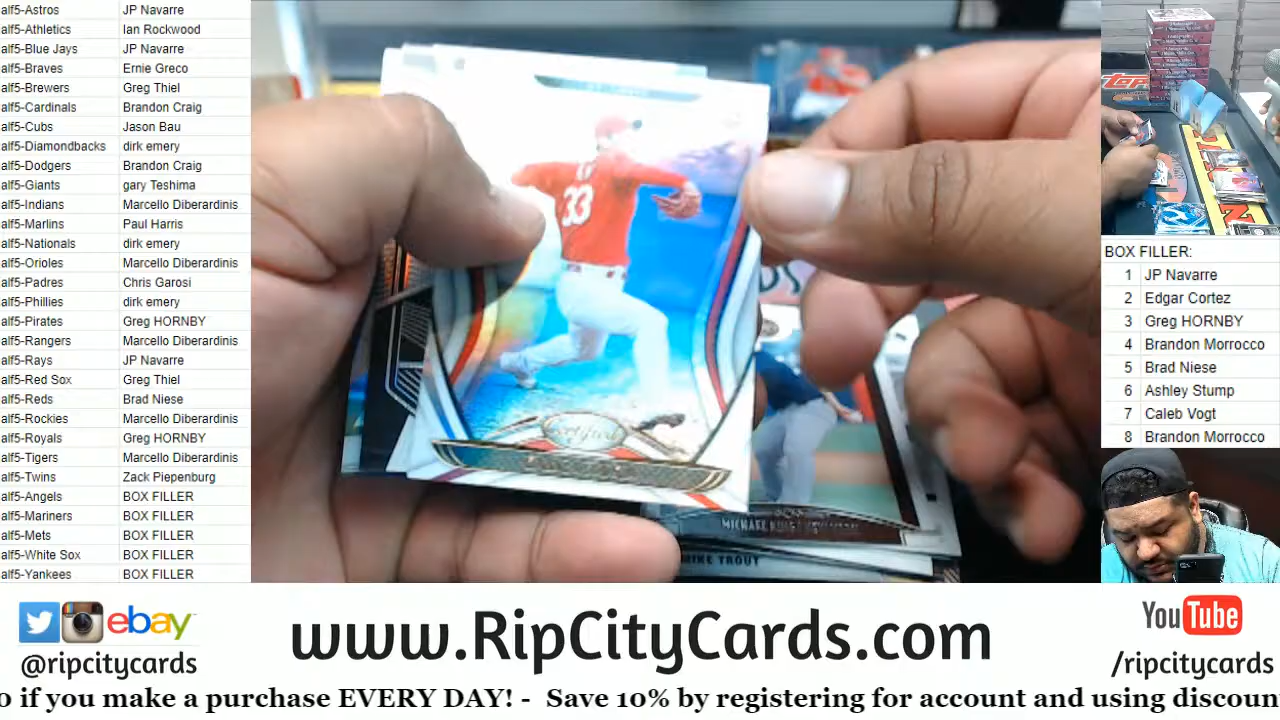 alf5-Astros JP Navarre
alf5-Athletics Ian Rockwood
alf5-Blue Jays JP Navarre
alf5-Braves Ernie Greco
alf5-Brewers Greg Thiel
alf5-Cardinals Brandon Craig
alf5-Cubs Jason Bau
alf5-Diamondbacks dirk emery
alf5-Dodgers Brandon Craig
alf5-Giants gary Teshima
alf5-Indians Marcello Diberardinis
alf5-Marlins Paul Harris
alf5-Nationals dirk emery
alf5-Orioles Marcello Diberardinis
alf5-Padres Chris Garosi
alf5-Phillies dirk emery
alf5-Pirates Greg HORNBY
alf5-Rangers Marcello Diberardinis
alf5-Rays JP Navarre
alf5-Red Sox Greg Thiel
alf5-Reds Brad Niese
alf5-Rockies Marcello Diberardinis
alf5-Royals Greg HORNBY
alf5-Tigers Marcello Diberardinis
alf5-Twins Zack Piepenburg
alf5-Angels BOX FILLER
alf5-Mariners BOX FILLER
alf5-Mets BOX FILLER
alf5-White Sox BOX FILLER
alf5-Yankees BOX FILLER
33
certified
MICHAEL
MIKE TROUT
BOX FILLER:
1 JP Navarre
2 Edgar Cortez
3 Greg HORNBY
4 Brandon Morrocco
5 Brad Niese
6 Ashley Stump
7 Caleb Vogt
8 Brandon Morrocco
ebay
@ripcitycards
www.RipCityCards.com
YouTube
/ripcitycards
o if you make a purchase EVERY DAY! - Save 10% by registering for account and using discoun